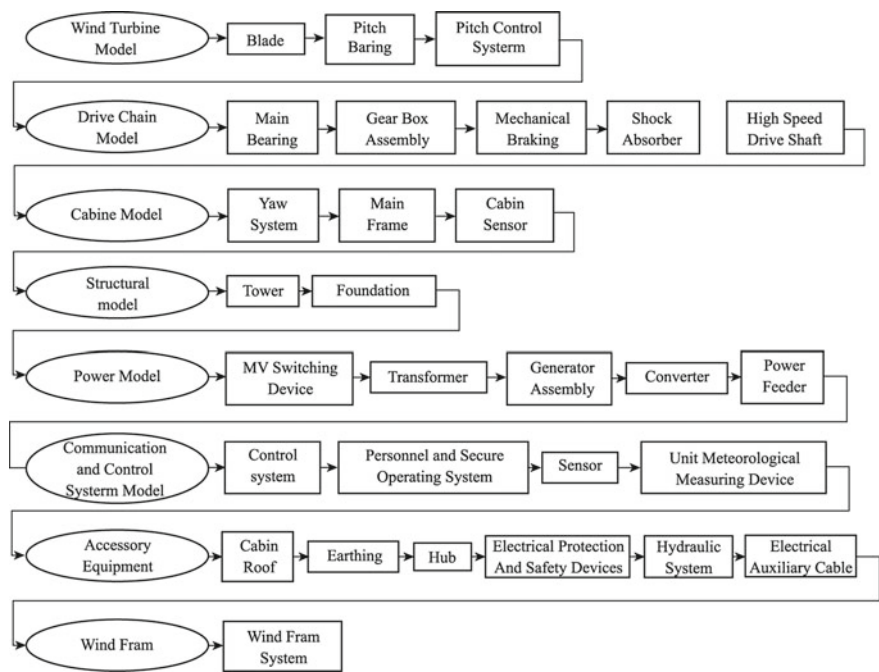 Wind Turbine
Model
Blade
Pitch
Baring
Pitch Control
Systerm
Drive Chain
Model
Main
Bearing
Gear Box
Assembly
Mechanical
Braking
Shock
Absorber
High Speed
Drive Shaft
Cabine Model
Yaw
System
Main
Frame
Cabin
Sensor
Structural
model
Tower
Foundation
Power Model
MV Switching
Device
Transformer
Generator
Assembly
Converter
Power
Feeder
Communication
and Control
Systerm Model
Control
system
Personnel and Secure
Operating System
Sensor
Unit Meteorological
Measuring Device
Accessory
Equipment
Cabin
Roof
Earthing
Hub
Electrical Protection
And Safety Devices
Hydraulic
System
Electrical
Auxiliary Cable
Wind Fram
Wind Fram
System